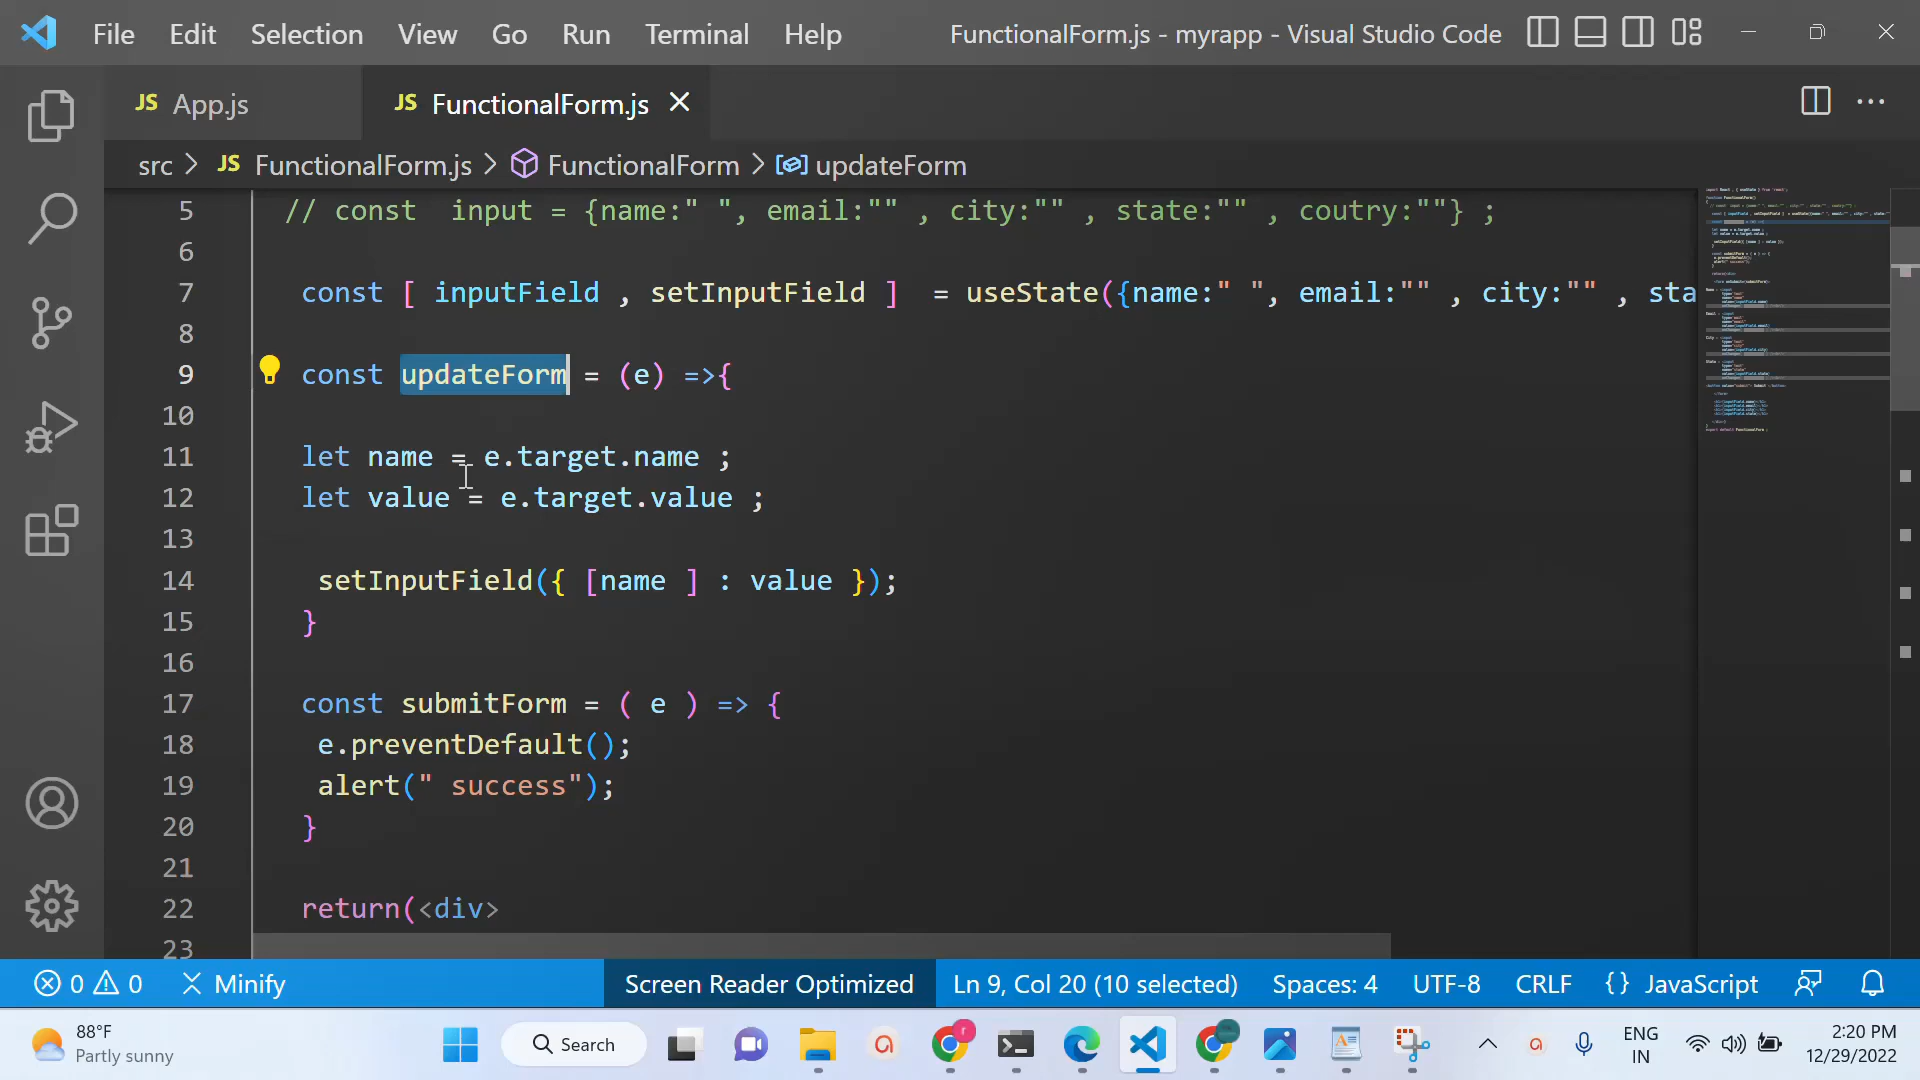 File Edit Selection View Go Run Terminal Help FunctionalForm.js - myrapp - Visual Studio Code
JS App.js JS FunctionalForm.js
src > JS FunctionalForm.js > FunctionalForm > updateForm
5 // const  input = {name:" ", email:"" , city:"" , state:"" , coutry:""} ;
6
7 const [ inputField , setInputField ]  = useState({name:" ", email:"" , city:"" , sta
8
9 const updateForm = (e) =>{
10
11 let name = e.target.name ;
12 let value = e.target.value ;
13
14 setInputField({ [name ] : value });
15 }
16
17 const submitForm = ( e ) => {
18 e.preventDefault();
19 alert(" success");
20 }
21
22 return(<div>
23
0 0 Minify Screen Reader Optimized Ln 9, Col 20 (10 selected) Spaces: 4 UTF-8 CRLF {} JavaScript
88°F
Partly sunny
Search
ENG
IN
2:20 PM
12/29/2022